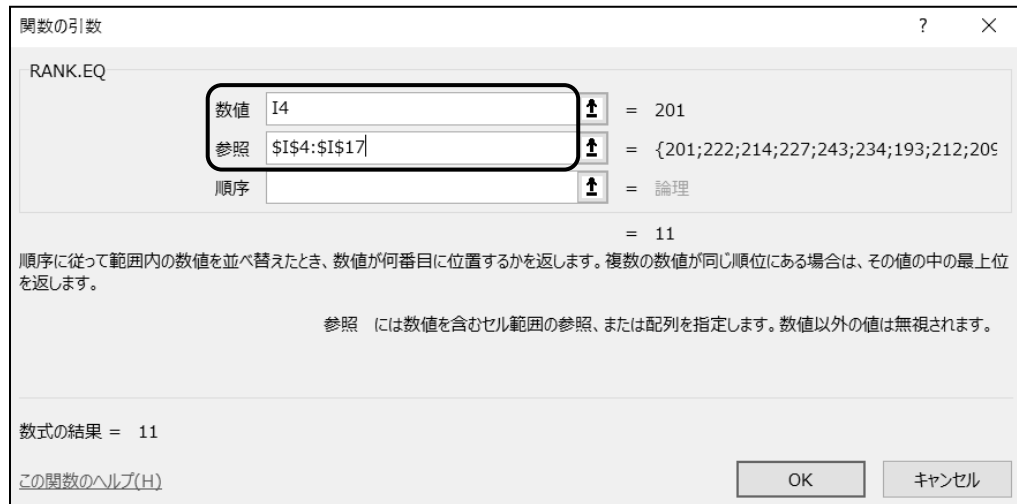 関数の引数 ? ×
RANK.EQ
数値 I4 = 201
参照 $I$4:$I$17 = {201;222;214;227;243;234;193;212;209
順序 = 論理
= 11
順序に従って範囲内の数値を並べ替えたとき、数値が何番目に位置するかを返します。複数の数値が同じ順位にある場合は、その値の中の最上位
を返します。
参照 には数値を含むセル範囲の参照、または配列を指定します。数値以外の値は無視されます。
数式の結果 = 11
この関数のヘルプ(H) OK キャンセル